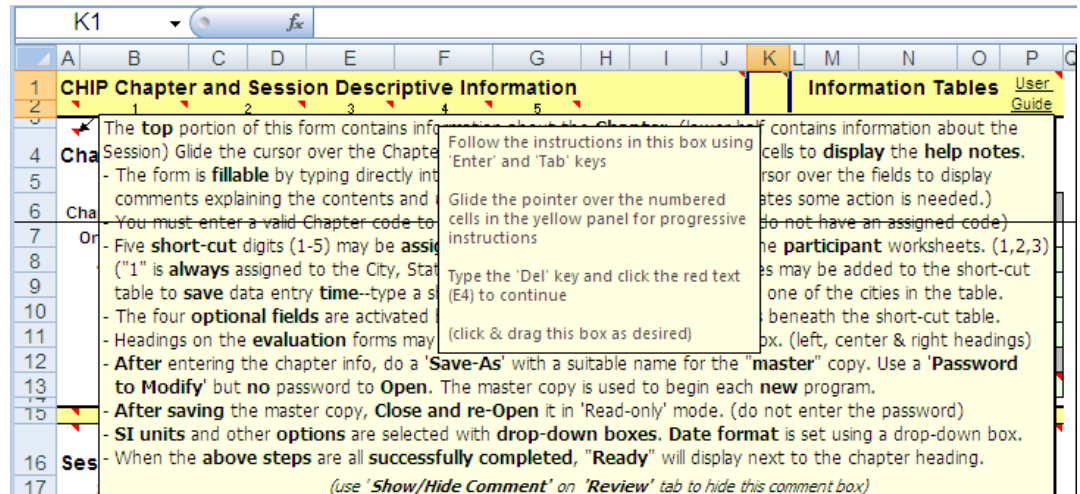 K1
fx
A B C D E F G H I J K L M N O P Q
1 CHIP Chapter and Session Descriptive Information Information Tables User
2 1 2 3 4 5 Guide
3 The top portion of this form contains information about the Chapter. (lower half contains information about the
4 Cha Session) Glide the cursor over the Chapte cells to display the help notes.
5 - The form is fillable by typing directly int rsor over the fields to display
comments explaining the contents and ates some action is needed.)
6 Cha - You must enter a valid Chapter code to do not have an assigned code)
7 Or - Five short-cut digits (1-5) may be assig he participant worksheets. (1,2,3)
8 ("1" is always assigned to the City, Stat es may be added to the short-cut
9 table to save data entry time--type a sh one of the cities in the table.
10 - The four optional fields are activated s beneath the short-cut table.
11 - Headings on the evaluation forms may ox. (left, center & right headings)
12 - After entering the chapter info, do a 'Save-As' with a suitable name for the "master" copy. Use a 'Password
13 to Modify' but no password to Open. The master copy is used to begin each new program.
14
15 - After saving the master copy, Close and re-Open it in 'Read-only' mode. (do not enter the password)
- SI units and other options are selected with drop-down boxes. Date format is set using a drop-down box.
16 Ses - When the above steps are all successfully completed, "Ready" will display next to the chapter heading.
17 (use 'Show/Hide Comment' on 'Review' tab to hide this comment box)
Follow the instructions in this box using
'Enter' and 'Tab' keys
Glide the pointer over the numbered
cells in the yellow panel for progressive
instructions
Type the 'Del' key and click the red text
(E4) to continue
(click & drag this box as desired)